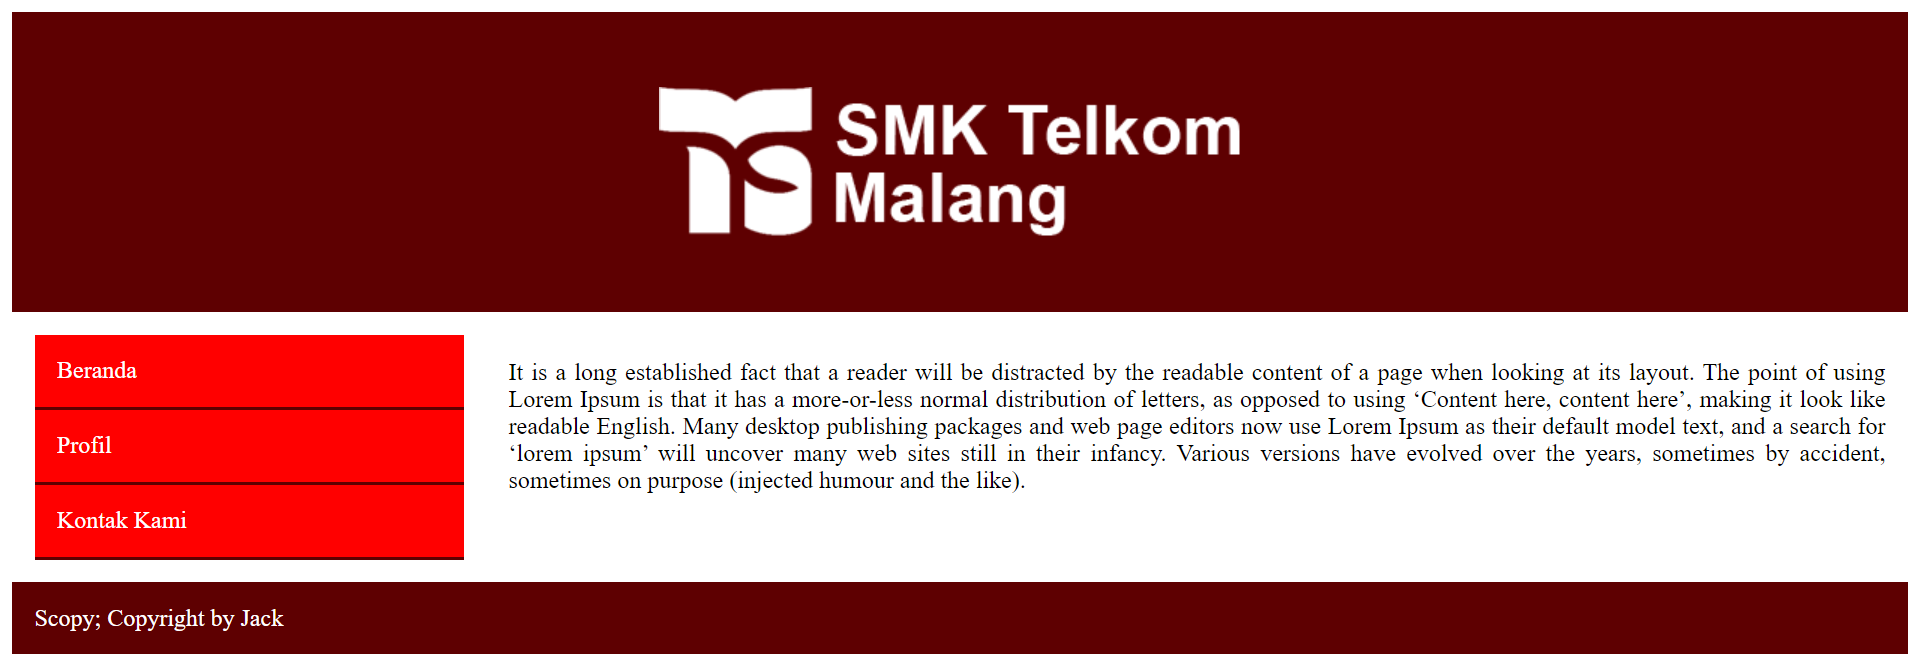 SMK Telkom
Malang
Beranda
Profil
Kontak Kami
It is a long established fact that a reader will be distracted by the readable content of a page when looking at its layout. The point of using
Lorem Ipsum is that it has a more-or-less normal distribution of letters, as opposed to using ‘Content here, content here’, making it look like
readable English. Many desktop publishing packages and web page editors now use Lorem Ipsum as their default model text, and a search for
‘lorem ipsum’ will uncover many web sites still in their infancy. Various versions have evolved over the years, sometimes by accident,
sometimes on purpose (injected humour and the like).
Scopy; Copyright by Jack